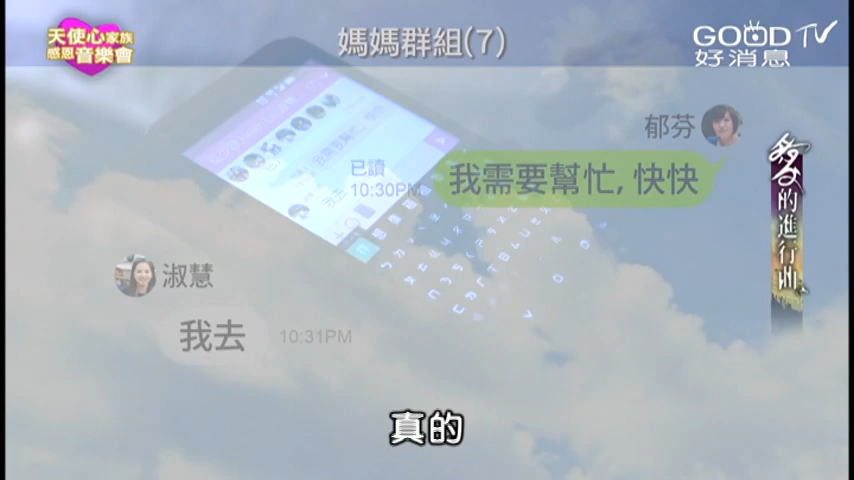 天使心家族
感恩音樂會
媽媽群組(7)
GOOD TV
好消息
郁芬
已讀
10:30PM
我需要幫忙, 快快
愛的進行曲
淑慧
我去
10:31PM
真的